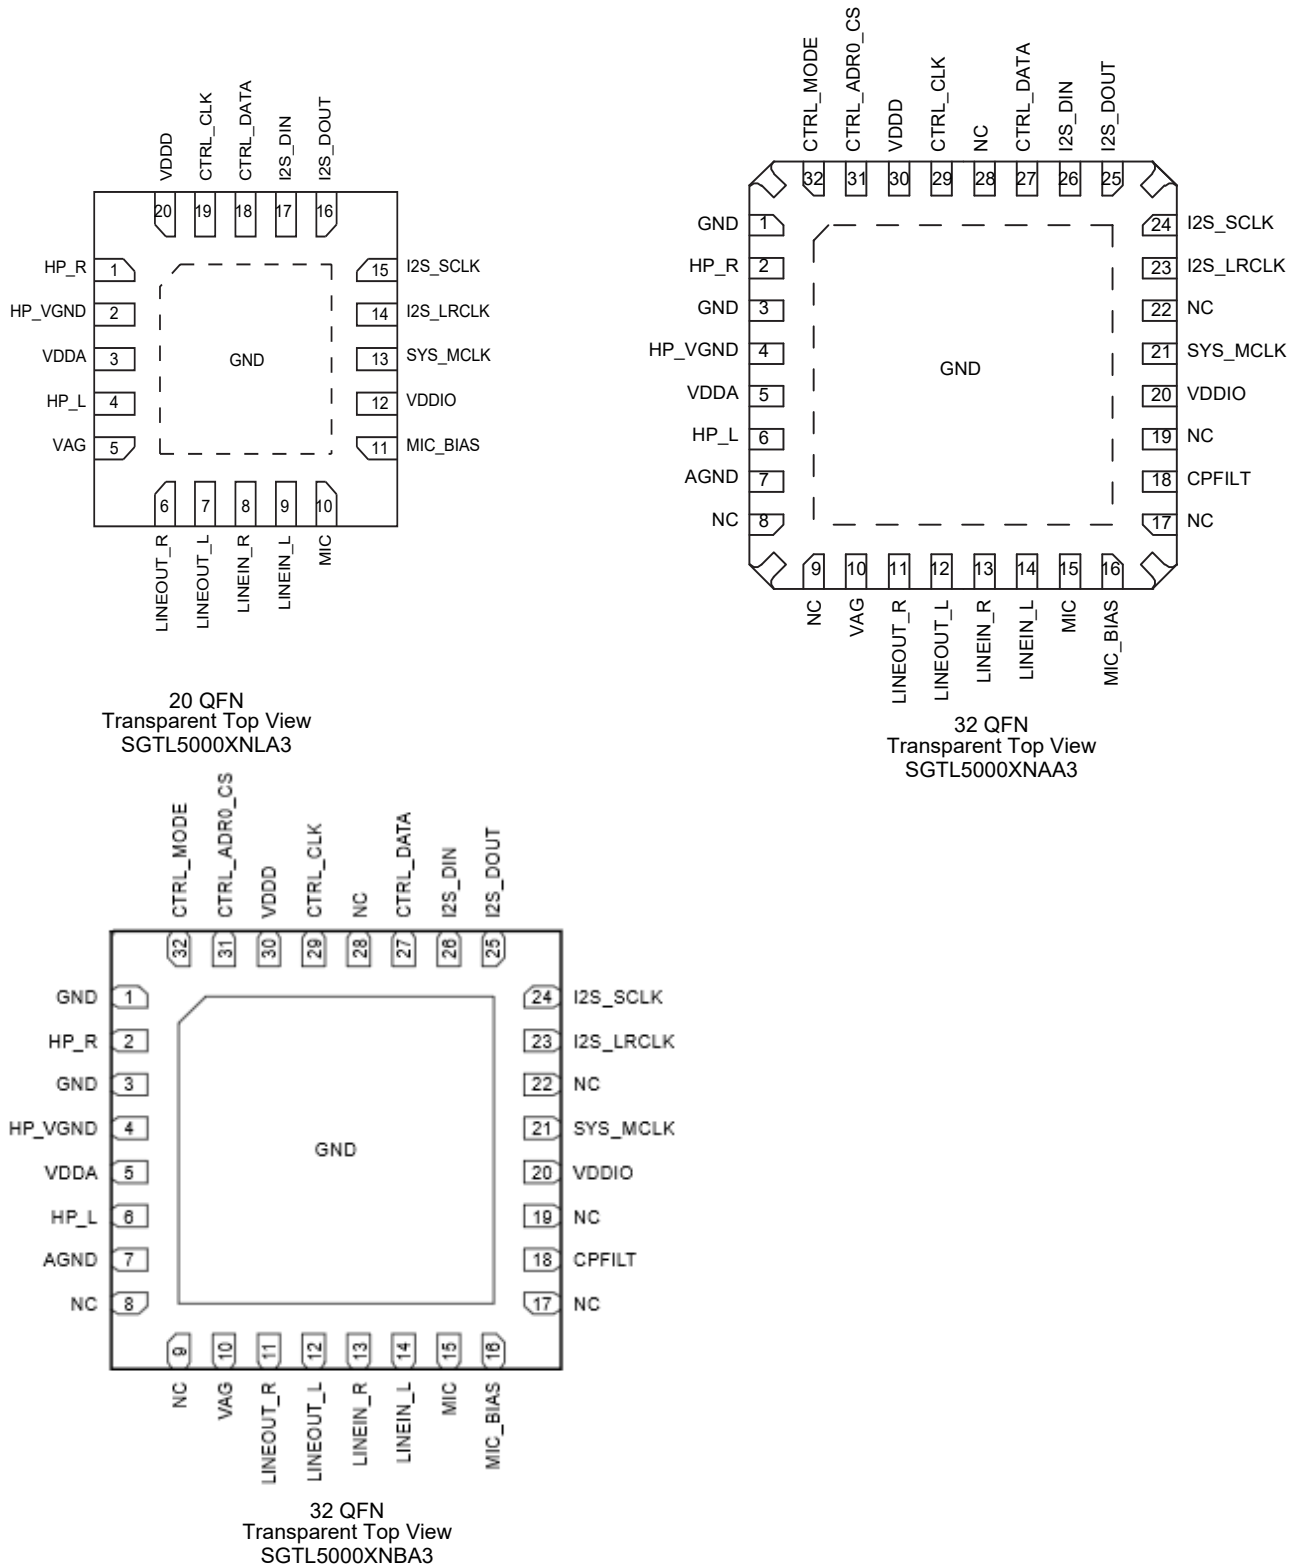 VDDD
CTRL_CLK
CTRL_DATA
I2S_DIN
I2S_DOUT
20
19
18
17
16
HP_R
1
15
I2S_SCLK
HP_VGND
2
14
I2S_LRCLK
VDDA
3
GND
13
SYS_MCLK
HP_L
4
12
VDDIO
VAG
5
11
MIC_BIAS
6
7
8
9
10
LINEOUT_R
LINEOUT_L
LINEIN_R
LINEIN_L
MIC
20 QFN
Transparent Top View
SGTL5000XNLA3
CTRL_MODE
CTRL_ADR0_CS
VDDD
CTRL_CLK
NC
CTRL_DATA
I2S_DIN
I2S_DOUT
32
31
30
29
28
27
26
25
GND
1
24
I2S_SCLK
HP_R
2
23
I2S_LRCLK
GND
3
22
NC
HP_VGND
4
GND
21
SYS_MCLK
VDDA
5
20
VDDIO
HP_L
6
19
NC
AGND
7
18
CPFILT
NC
8
17
NC
9
10
11
12
13
14
15
16
NC
VAG
LINEOUT_R
LINEOUT_L
LINEIN_R
LINEIN_L
MIC
MIC_BIAS
32 QFN
Transparent Top View
SGTL5000XNAA3
CTRL_MODE
CTRL_ADR0_CS
VDDD
CTRL_CLK
NC
CTRL_DATA
I2S_DIN
I2S_DOUT
32
31
30
29
28
27
26
25
GND
1
24
I2S_SCLK
HP_R
2
23
I2S_LRCLK
GND
3
22
NC
HP_VGND
4
GND
21
SYS_MCLK
VDDA
5
20
VDDIO
HP_L
6
19
NC
AGND
7
18
CPFILT
NC
8
17
NC
9
10
11
12
13
14
15
16
NC
VAG
LINEOUT_R
LINEOUT_L
LINEIN_R
LINEIN_L
MIC
MIC_BIAS
32 QFN
Transparent Top View
SGTL5000XNBA3